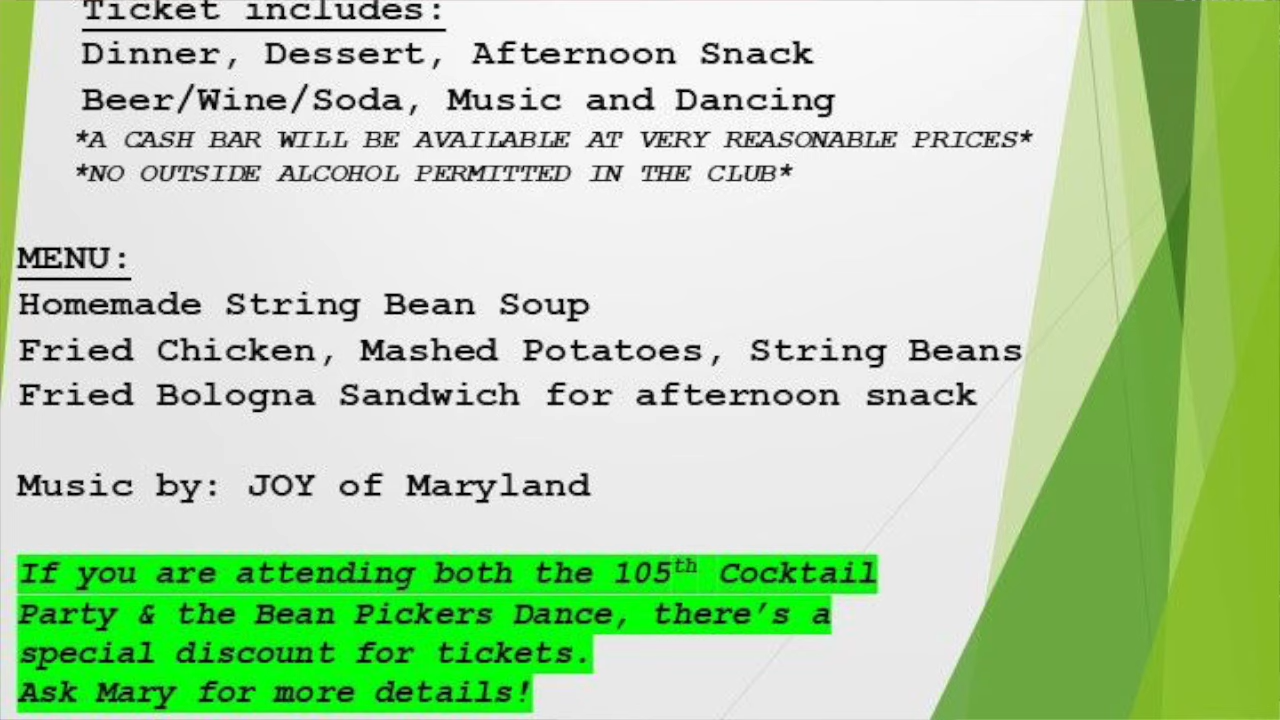 Ticket includes:
Dinner, Dessert, Afternoon Snack
Beer/Wine/Soda, Music and Dancing
*A CASH BAR WILL BE AVAILABLE AT VERY REASONABLE PRICES*
*NO OUTSIDE ALCOHOL PERMITTED IN THE CLUB*
MENU:
Homemade String Bean Soup
Fried Chicken, Mashed Potatoes, String Beans
Fried Bologna Sandwich for afternoon snack
Music by: JOY of Maryland
If you are attending both the 105th Cocktail
Party & the Bean Pickers Dance, there’s a
special discount for tickets.
Ask Mary for more details!